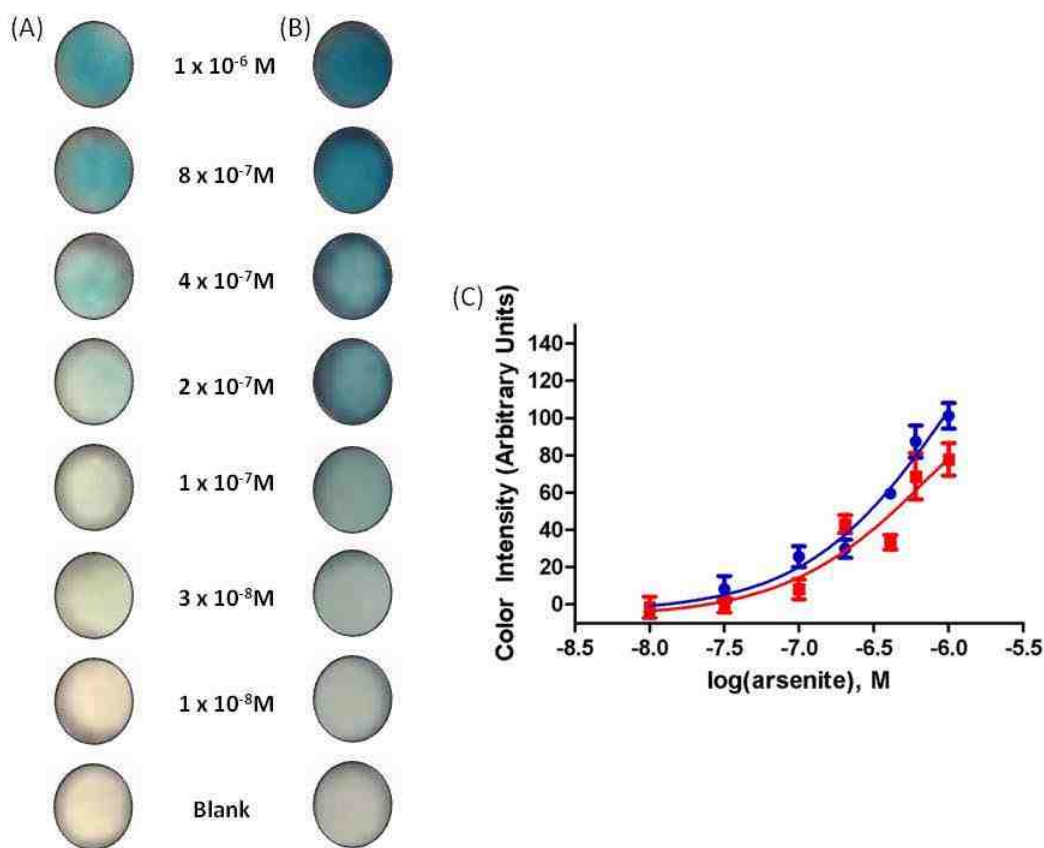 (A)
(B)
1 x 10⁻⁶ M
8 x 10⁻⁷M
4 x 10⁻⁷M
2 x 10⁻⁷M
1 x 10⁻⁷M
3 x 10⁻⁸M
1 x 10⁻⁸M
Blank
(C)
Color Intensity (Arbitrary Units)
140
120
100
80
60
40
20
0
-8.5 -8.0 -7.5 -7.0 -6.5 -6.0 -5.5
log(arsenite), M